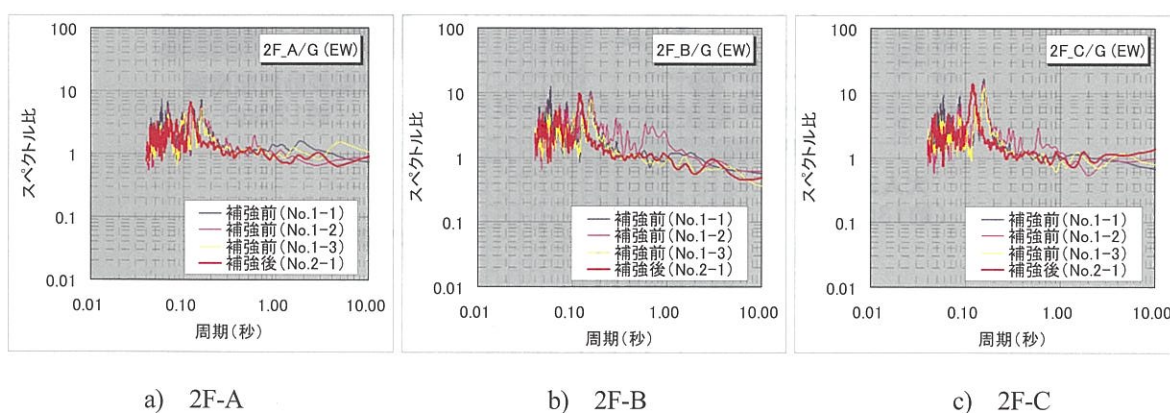 100
10
1
0.1
0.01
スペクトル比
2F_A/G (EW)
補強前(No.1-1)
補強前(No.1-2)
補強前(No.1-3)
補強後(No.2-1)
0.01
0.10
1.00
10.00
周期(秒)
100
10
1
0.1
0.01
スペクトル比
2F_B/G (EW)
補強前(No.1-1)
補強前(No.1-2)
補強前(No.1-3)
補強後(No.2-1)
0.01
0.10
1.00
10.00
周期(秒)
100
10
1
0.1
0.01
スペクトル比
2F_C/G (EW)
補強前(No.1-1)
補強前(No.1-2)
補強前(No.1-3)
補強後(No.2-1)
0.01
0.10
1.00
10.00
周期(秒)
a) 2F-A
b) 2F-B
c) 2F-C